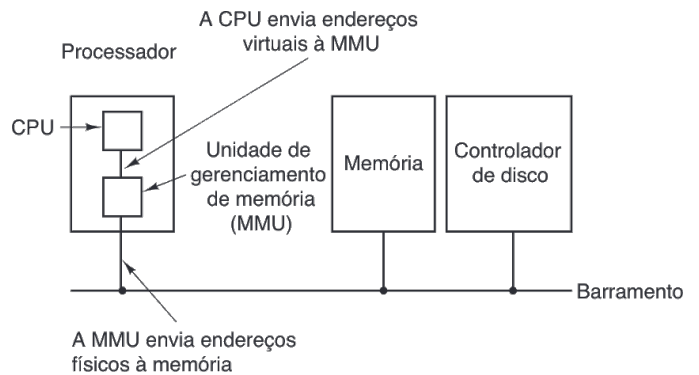 A CPU envia endereços
virtuais à MMU
Processador
CPU
Unidade de
gerenciamento
de memória
(MMU)
Memória
Controlador
de disco
Barramento
A MMU envia endereços
físicos à memória